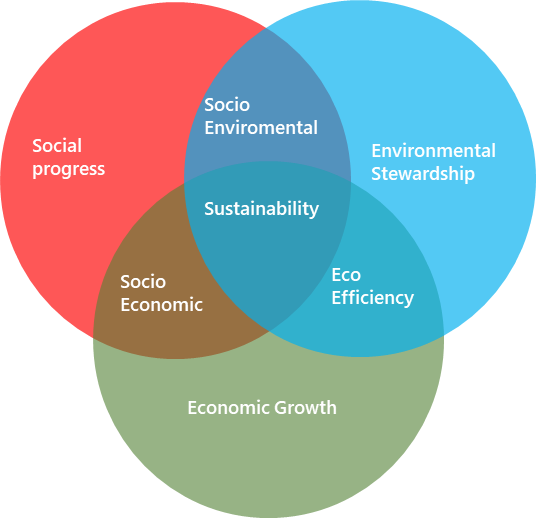 Socio
Enviromental
Social
progress
Environmental
Stewardship
Sustainability
Socio
Economic
Eco
Efficiency
Economic Growth